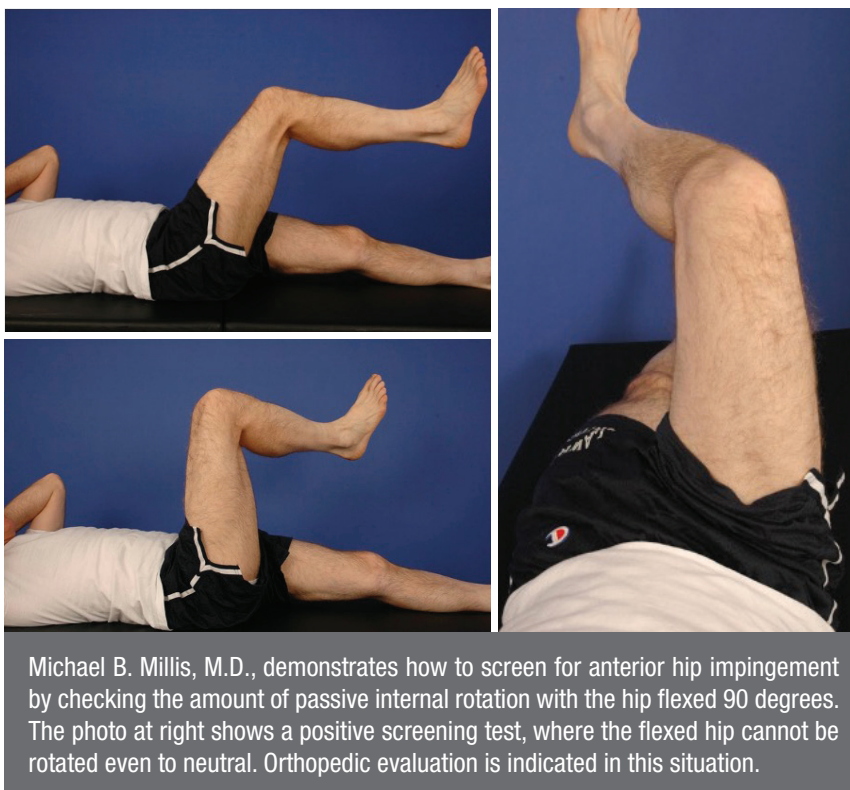 Michael B. Millis, M.D., demonstrates how to screen for anterior hip impingement
by checking the amount of passive internal rotation with the hip flexed 90 degrees.
The photo at right shows a positive screening test, where the flexed hip cannot be
rotated even to neutral. Orthopedic evaluation is indicated in this situation.